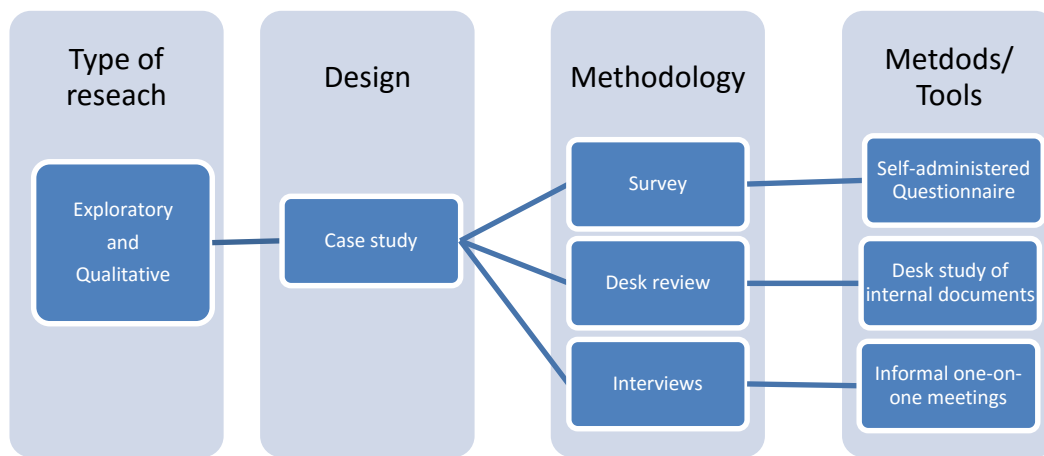 Type of
reseach
Exploratory
and
Qualitative
Design
Case study
Methodology
Survey
Desk review
Interviews
Metdods/
Tools
Self-administered
Questionnaire
Desk study of
internal documents
Informal one-on-
one meetings